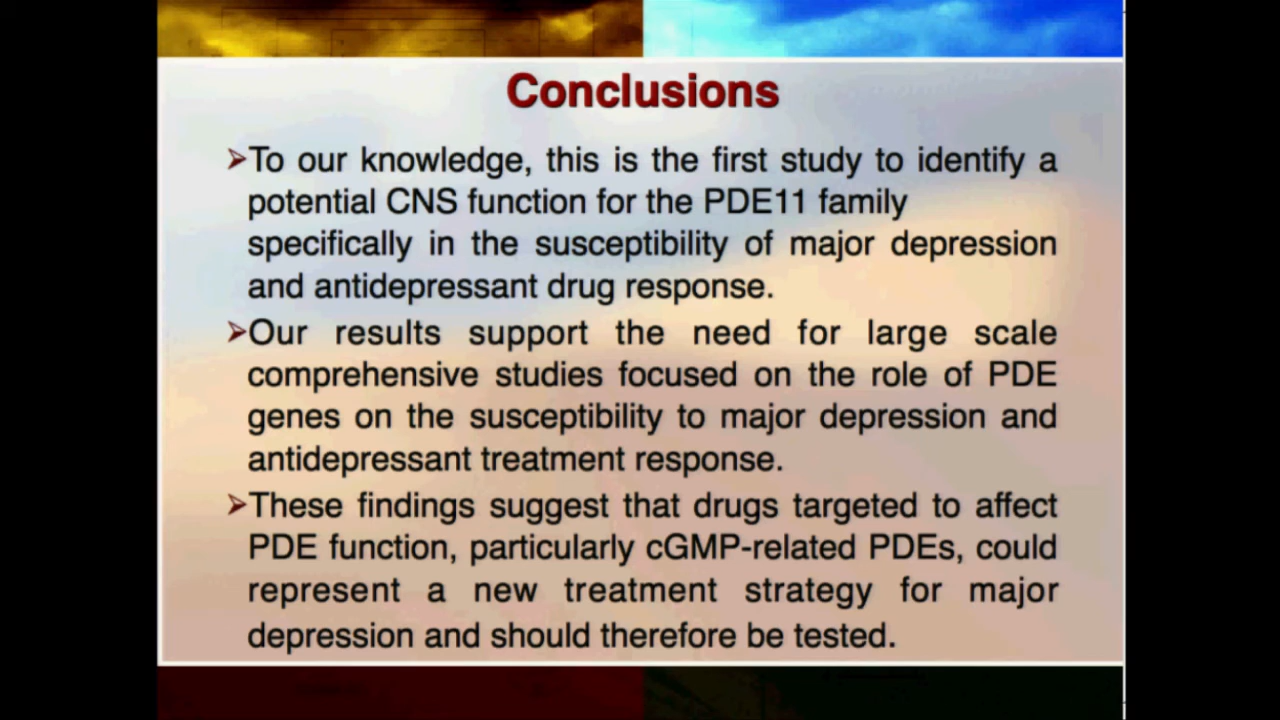 Conclusions
➢To our knowledge, this is the first study to identify a
potential CNS function for the PDE11 family
specifically in the susceptibility of major depression
and antidepressant drug response.
➢Our results support the need for large scale
comprehensive studies focused on the role of PDE
genes on the susceptibility to major depression and
antidepressant treatment response.
➢These findings suggest that drugs targeted to affect
PDE function, particularly cGMP-related PDEs, could
represent a new treatment strategy for major
depression and should therefore be tested.